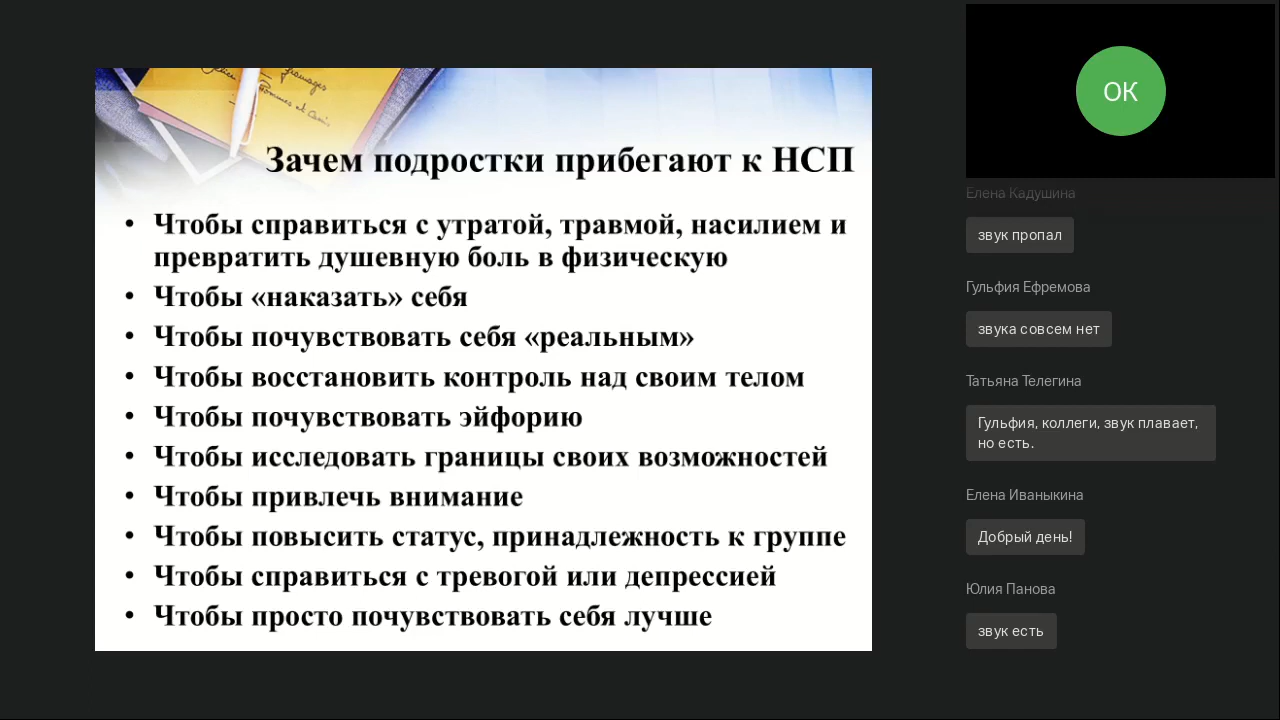 Зачем подростки прибегают к НСП
• Чтобы справиться с утратой, травмой, насилием и
превратить душевную боль в физическую
• Чтобы «наказать» себя
• Чтобы почувствовать себя «реальным»
• Чтобы восстановить контроль над своим телом
• Чтобы почувствовать эйфорию
• Чтобы исследовать границы своих возможностей
• Чтобы привлечь внимание
• Чтобы повысить статус, принадлежность к группе
• Чтобы справиться с тревогой или депрессией
• Чтобы просто почувствовать себя лучше
ОК
Елена Кадушина
звук пропал
Гульфия Ефремова
звука совсем нет
Татьяна Телегина
Гульфия, коллеги, звук плавает,
но есть.
Елена Иваныкина
Добрый день!
Юлия Панова
звук есть